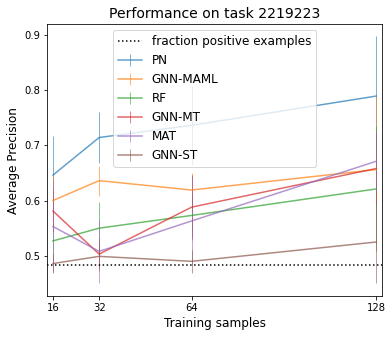 Performance on task 2219223
0.9
0.8
0.7
0.6
0.5
Average Precision
fraction positive examples
PN
GNN-MAML
RF
GNN-MT
MAT
GNN-ST
16 32 64 128
Training samples